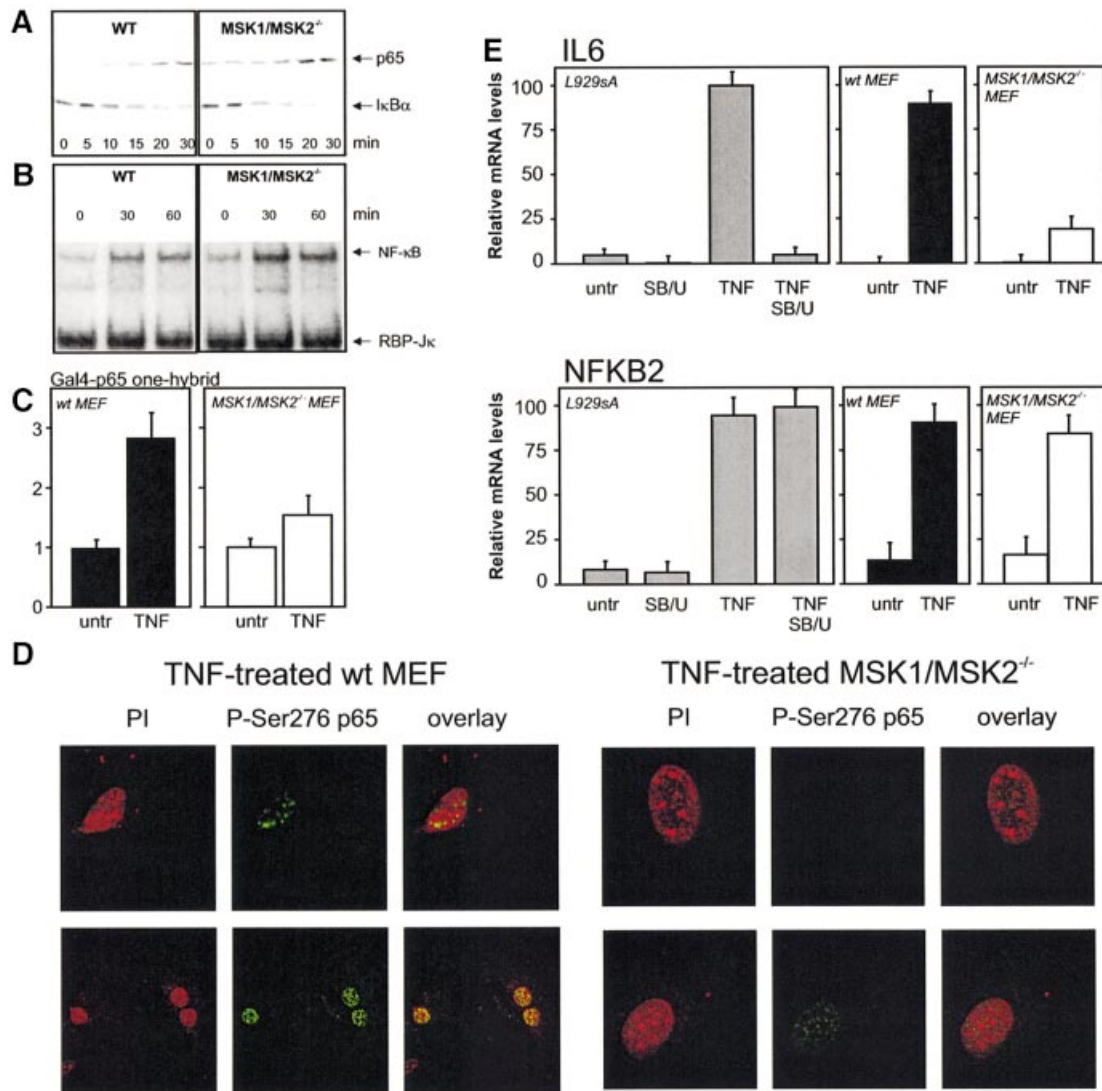 A
WT MSK1/MSK2-/-
p65
IκBα
0 5 10 15 20 30 0 5 10 15 20 30 min
B
WT MSK1/MSK2-/-
0 30 60 0 30 60 min
NF-κB
RBP-Jκ
C
Gal4-p65 one-hybrid
wt MEF MSK1/MSK2-/- MEF
3
2
1
0
untr TNF untr TNF
E
IL6
Relative mRNA levels
L929sA wt MEF MSK1/MSK2-/-
MEF
100
75
50
25
0
untr SB/U TNF TNF untr TNF untr TNF
SB/U
NFKB2
Relative mRNA levels
L929sA wt MEF MSK1/MSK2-/-
MEF
100
75
50
25
0
untr SB/U TNF TNF untr TNF untr TNF
SB/U
D
TNF-treated wt MEF TNF-treated MSK1/MSK2-/-
PI P-Ser276 p65 overlay PI P-Ser276 p65 overlay